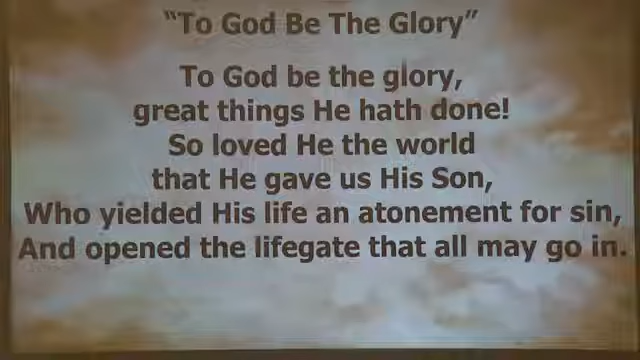 "To God Be The Glory"
To God be the glory,
great things He hath done!
So loved He the world
that He gave us His Son,
Who yielded His life an atonement for sin,
And opened the lifegate that all may go in.